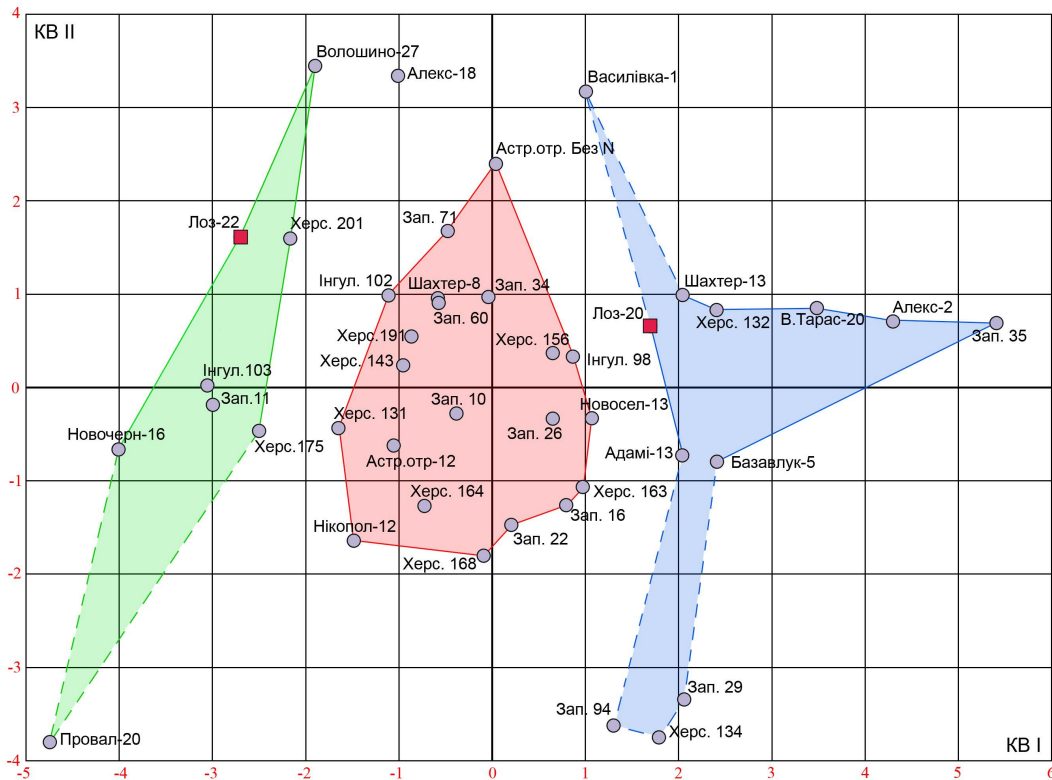 4
КВ II
Волошино-27
Алекс-18
Василівка-1
3
Астр.отр. Без N
2
Зап. 71
Лоз-22
Херс. 201
Інгул. 102
Шахтер-8
Зап. 34
Шахтер-13
1
Зап. 60
Лоз-20
Херс. 132
В.Тарас-20
Алекс-2
Зап. 35
Херс.191
Херс. 156
Херс. 143
Інгул. 98
Інгул.103
0
Зап.11
Зап. 10
Новосел-13
Херс. 131
Новочерн-16
Херс.175
Зап. 26
Астр.отр-12
Адамі-13
Базавлук-5
-1
Херс. 164
Херс. 163
Зап. 16
Нікопол-12
Зап. 22
Херс. 168
-2
-3
Зап. 29
Зап. 94
Херс. 134
Провал-20
КВ I
-4
-5
-4
-3
-2
-1
0
1
2
3
4
5
6